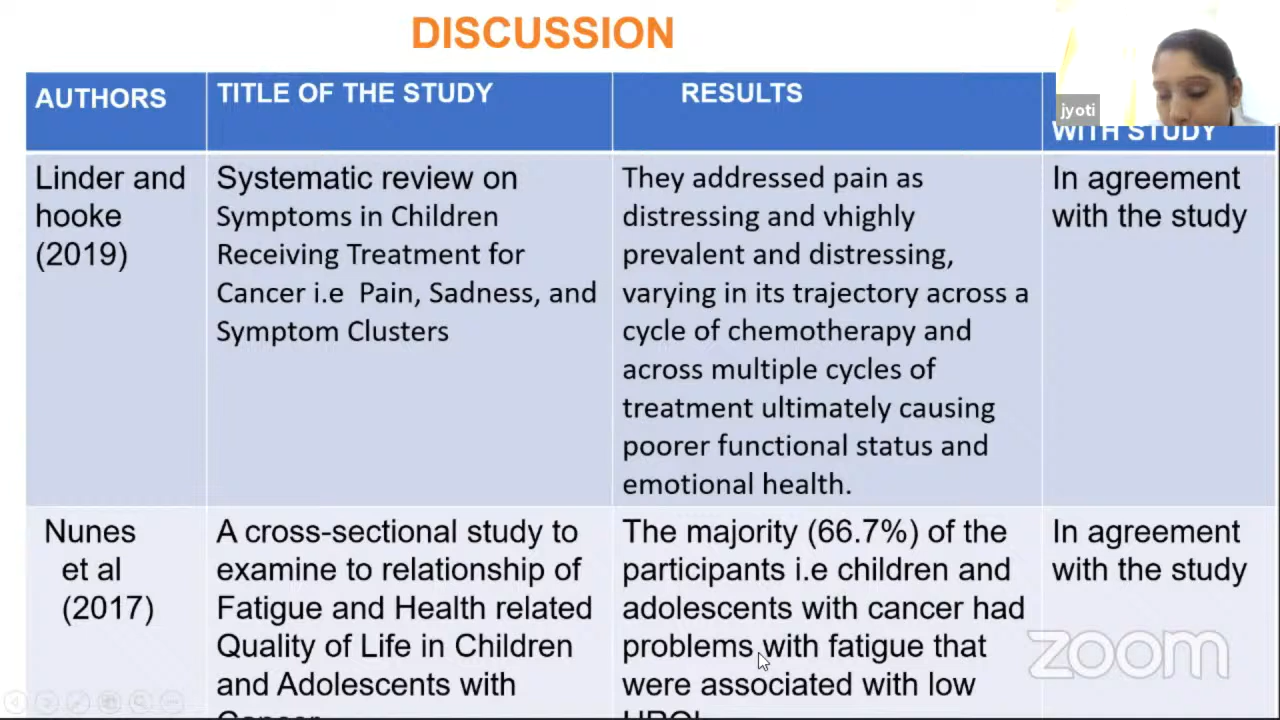 DISCUSSION
AUTHORS
TITLE OF THE STUDY
RESULTS
WITH STUDY
jyoti
Linder and
hooke
(2019)
Systematic review on
Symptoms in Children
Receiving Treatment for
Cancer i.e Pain, Sadness, and
Symptom Clusters
They addressed pain as
distressing and vhighly
prevalent and distressing,
varying in its trajectory across a
cycle of chemotherapy and
across multiple cycles of
treatment ultimately causing
poorer functional status and
emotional health.
In agreement
with the study
Nunes
et al
(2017)
A cross-sectional study to
examine to relationship of
Fatigue and Health related
Quality of Life in Children
and Adolescents with
The majority (66.7%) of the
participants i.e children and
adolescents with cancer had
problems with fatigue that
were associated with low
In agreement
with the study
zoom